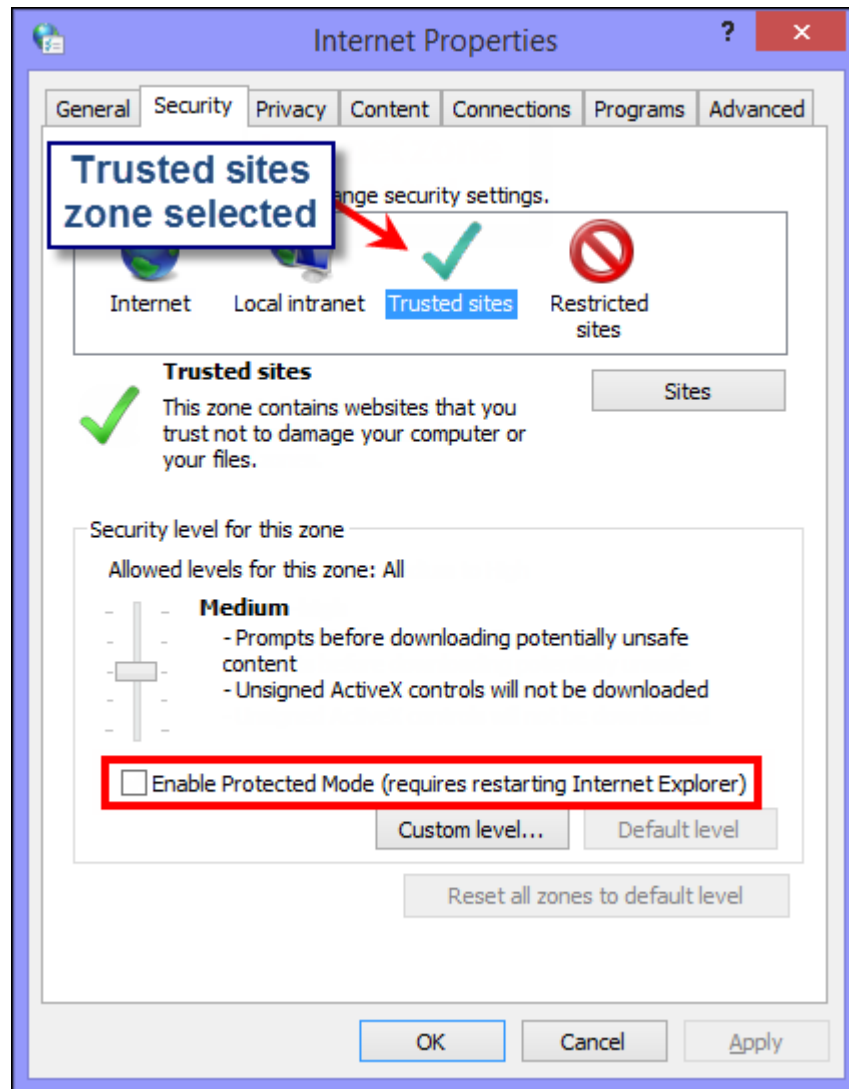 Internet Properties
?
×
General Security Privacy Content Connections Programs Advanced
Trusted sites
zone selected
ange security settings.
Internet Local intranet Trusted sites Restricted
sites
Trusted sites
Sites
This zone contains websites that you
trust not to damage your computer or
your files.
Security level for this zone
Allowed levels for this zone: All
Medium
- Prompts before downloading potentially unsafe
content
- Unsigned ActiveX controls will not be downloaded
Enable Protected Mode (requires restarting Internet Explorer)
Custom level... Default level
Reset all zones to default level
OK Cancel Apply